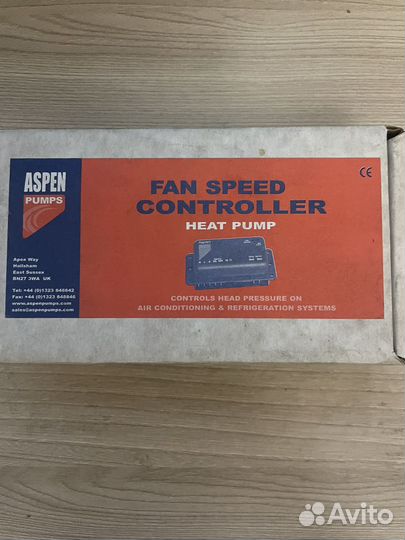 ASPEN
PUMPS
Apex Way
Hailsham
East Sussex
BN27 3WA UK
Tel: +44 (0)1323 848842
Fax: +44 (0)1323 848846
www.aspenpumps.com
sales@aspenpumps.com
FAN SPEED
CONTROLLER
HEAT PUMP
CONTROLS HEAD PRESSURE ON
AIR CONDITIONING & REFRIGERATION SYSTEMS
CE
Avito